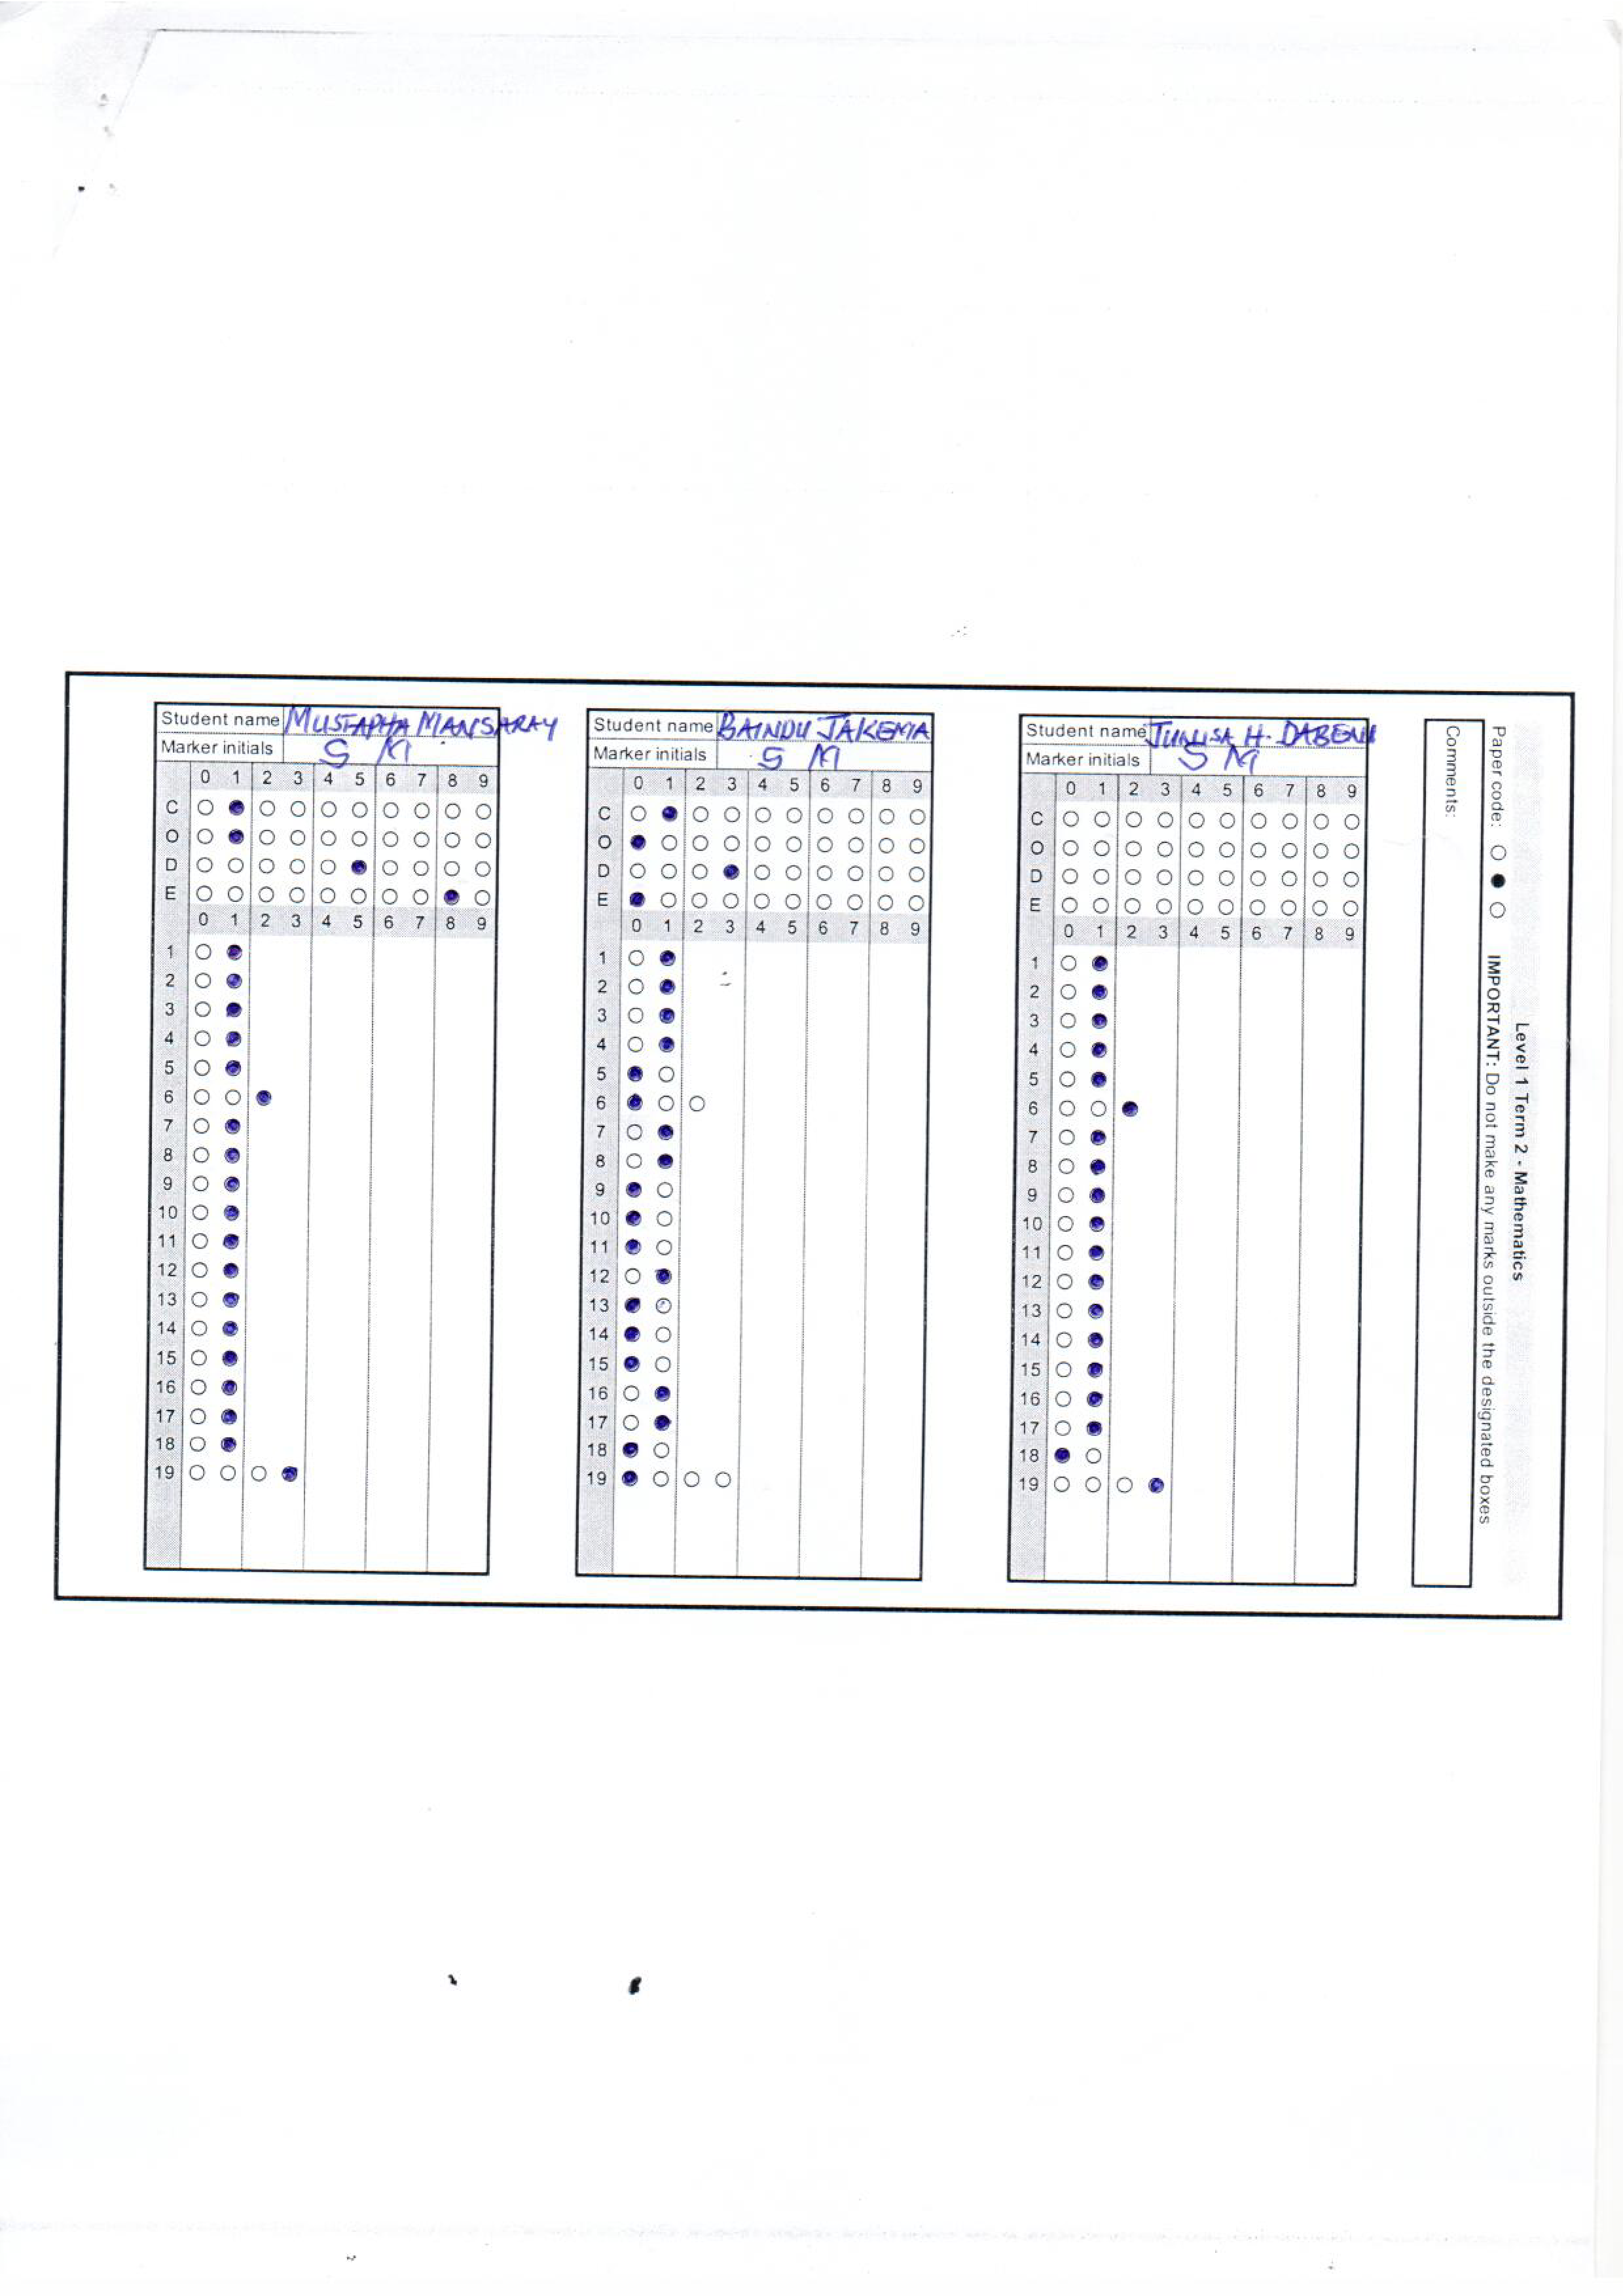 Level 1 Term 2 - Mathematics
Paper code: IMPORTANT: Do not make any marks outside the designated boxes
Comments:
Student name MUSTAPHA MANSARAY
Marker initials S M
0 1 2 3 4 5 6 7 8 9
C
O
D
E
0 1 2 3 4 5 6 7 8 9
1
2
3
4
5
6
7
8
9
10
11
12
13
14
15
16
17
18
19
Student name BAINDU JAKEMA
Marker initials S M
0 1 2 3 4 5 6 7 8 9
C
O
D
E
0 1 2 3 4 5 6 7 8 9
1
2
3
4
5
6
7
8
9
10
11
12
13
14
15
16
17
18
19
Student name H. 
Marker initials S M
0 1 2 3 4 5 6 7 8 9
C
O
D
E
0 1 2 3 4 5 6 7 8 9
1
2
3
4
5
6
7
8
9
10
11
12
13
14
15
16
17
18
19